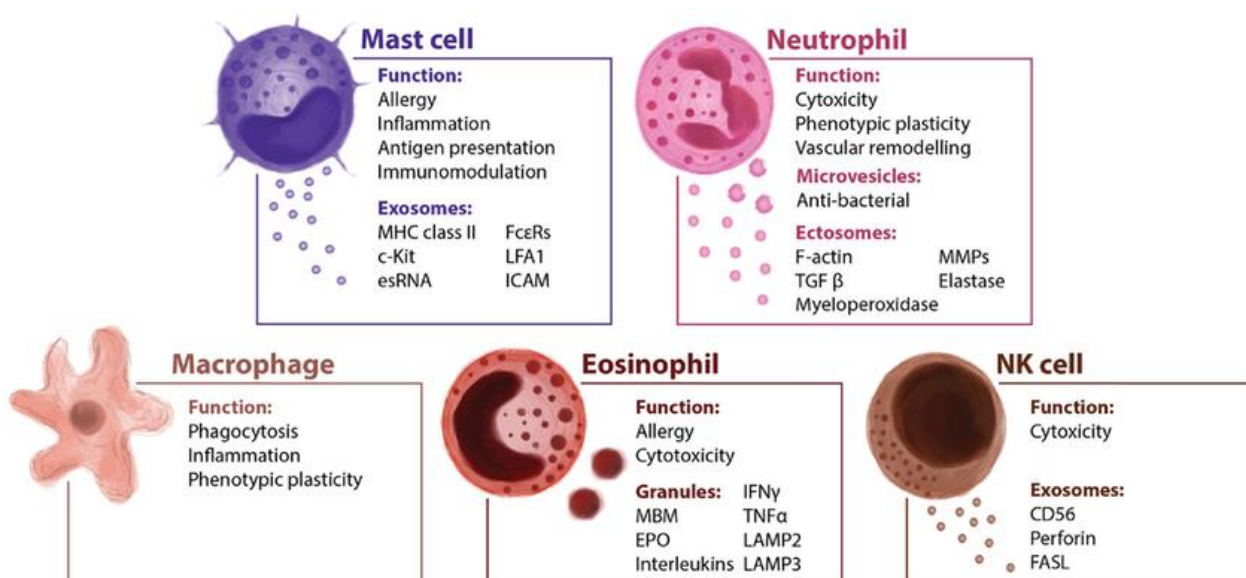 Mast cell
Function:
Allergy
Inflammation
Antigen presentation
Immunomodulation
Exosomes:
MHC class II FcεRs
c-Kit LFA1
esRNA ICAM
Neutrophil
Function:
Cytoxicity
Phenotypic plasticity
Vascular remodelling
Microvesicles:
Anti-bacterial
Ectosomes:
F-actin MMPs
TGF β Elastase
Myeloperoxidase
Macrophage
Function:
Phagocytosis
Inflammation
Phenotypic plasticity
Eosinophil
Function:
Allergy
Cytotoxicity
Granules: IFNγ
MBM TNFα
EPO LAMP2
Interleukins LAMP3
NK cell
Function:
Cytoxicity
Exosomes:
CD56
Perforin
FASL